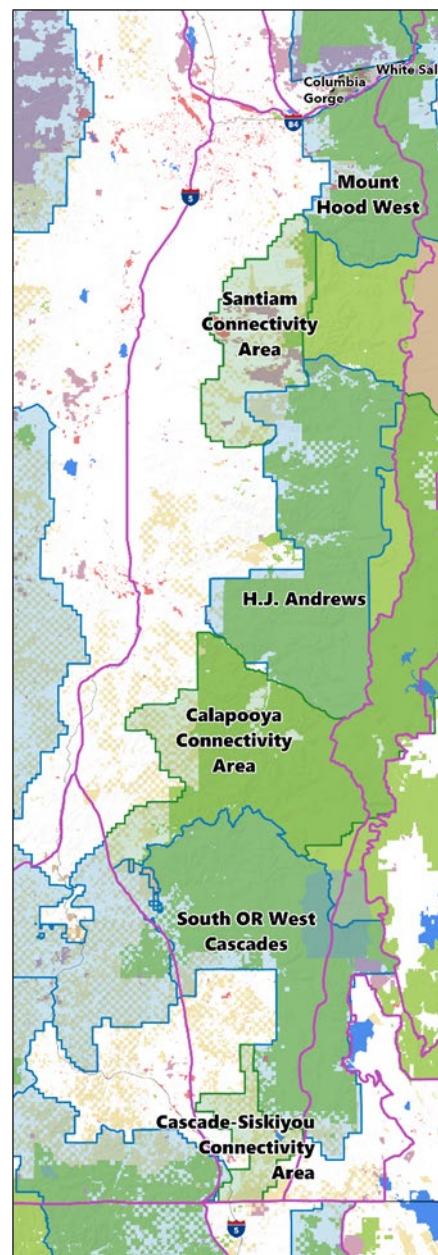 Columbia
Gorge
White Sal
84
Mount
Hood West
5
Santiam
Connectivity
Area
H.J. Andrews
Calapooya
Connectivity
Area
South OR West
Cascades
Cascade-Siskiyou
Connectivity
Area
5